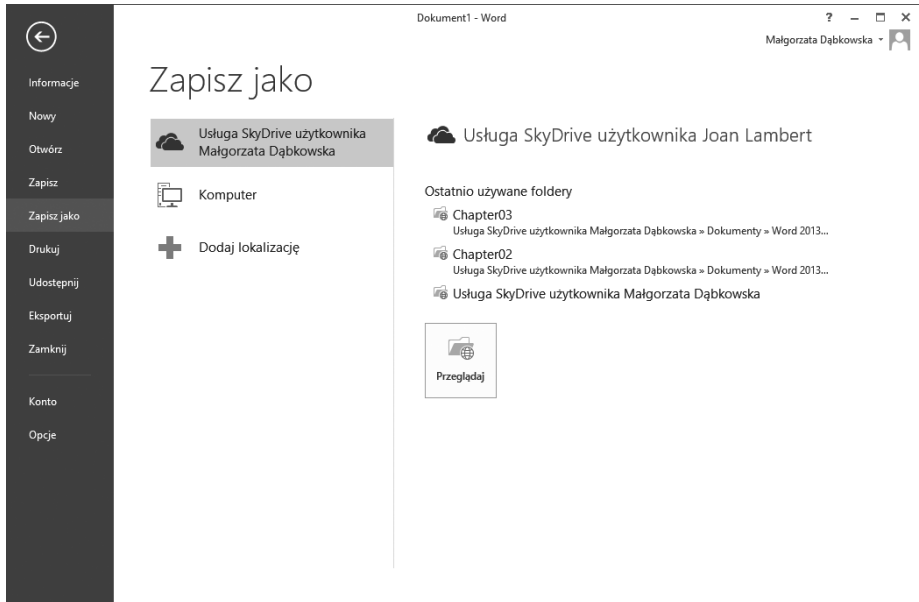 Dokument1 - Word
?
Małgorzata Dąbkowska
Informacje
Nowy
Otwórz
Zapisz
Zapisz jako
Drukuj
Udostępnij
Eksportuj
Zamknij
Konto
Opcje
Zapisz jako
Usługa SkyDrive użytkownika
Małgorzata Dąbkowska
Komputer
Dodaj lokalizację
Usługa SkyDrive użytkownika Joan Lambert
Ostatnio używane foldery
Chapter03
Usługa SkyDrive użytkownika Małgorzata Dąbkowska » Dokumenty » Word 2013...
Chapter02
Usługa SkyDrive użytkownika Małgorzata Dąbkowska » Dokumenty » Word 2013...
Usługa SkyDrive użytkownika Małgorzata Dąbkowska
Przeglądaj